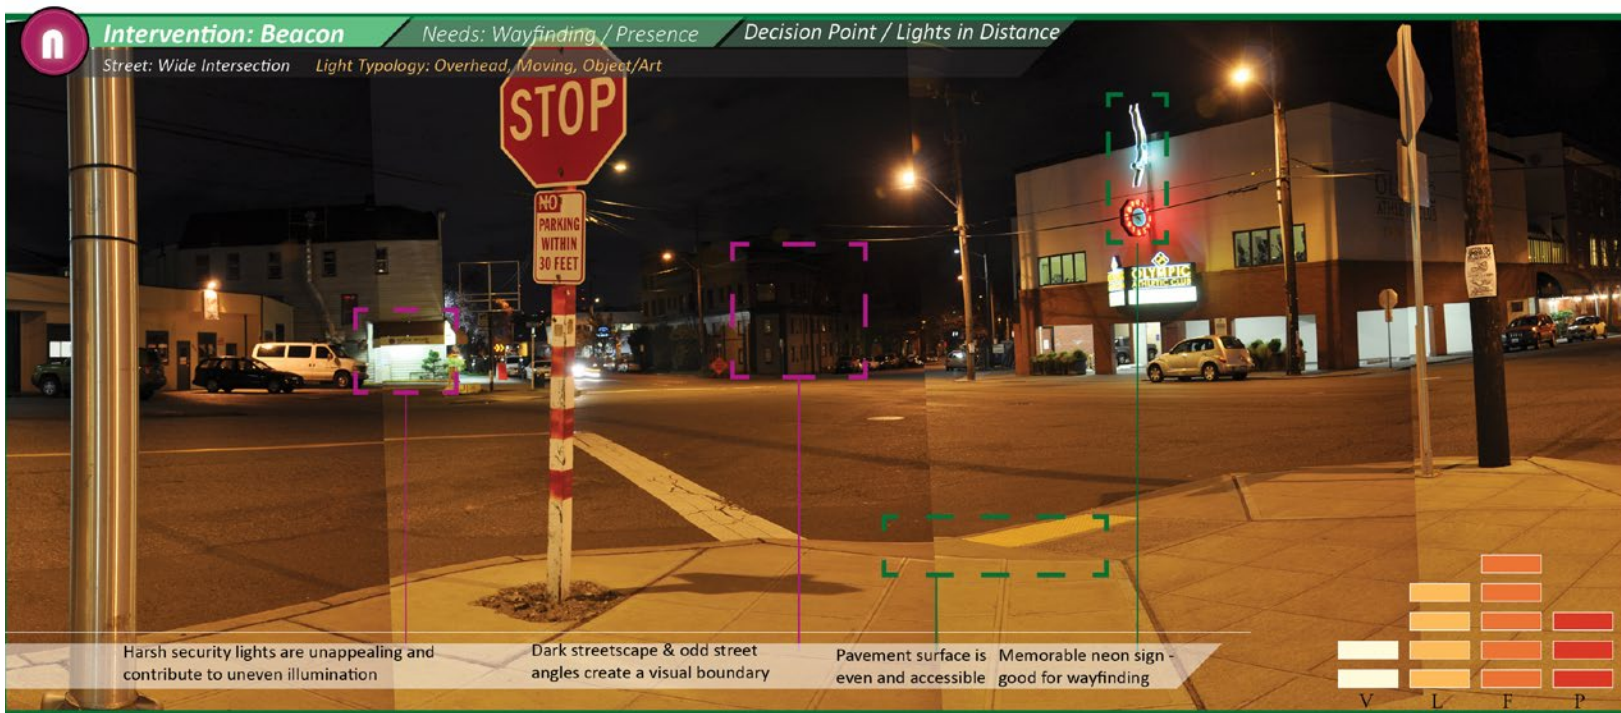 n
Intervention: Beacon
Needs: Wayfinding / Presence
Decision Point / Lights in Distance
Street: Wide Intersection
Light Typology: Overhead, Moving, Object/Art
STOP
NO
PARKING
WITHIN
30 FEET
OLYMPIC
ATHLETIC CLUB
Harsh security lights are unappealing and
contribute to uneven illumination
Dark streetscape & odd street
angles create a visual boundary
Pavement surface is
even and accessible
Memorable neon sign -
good for wayfinding
V L F P